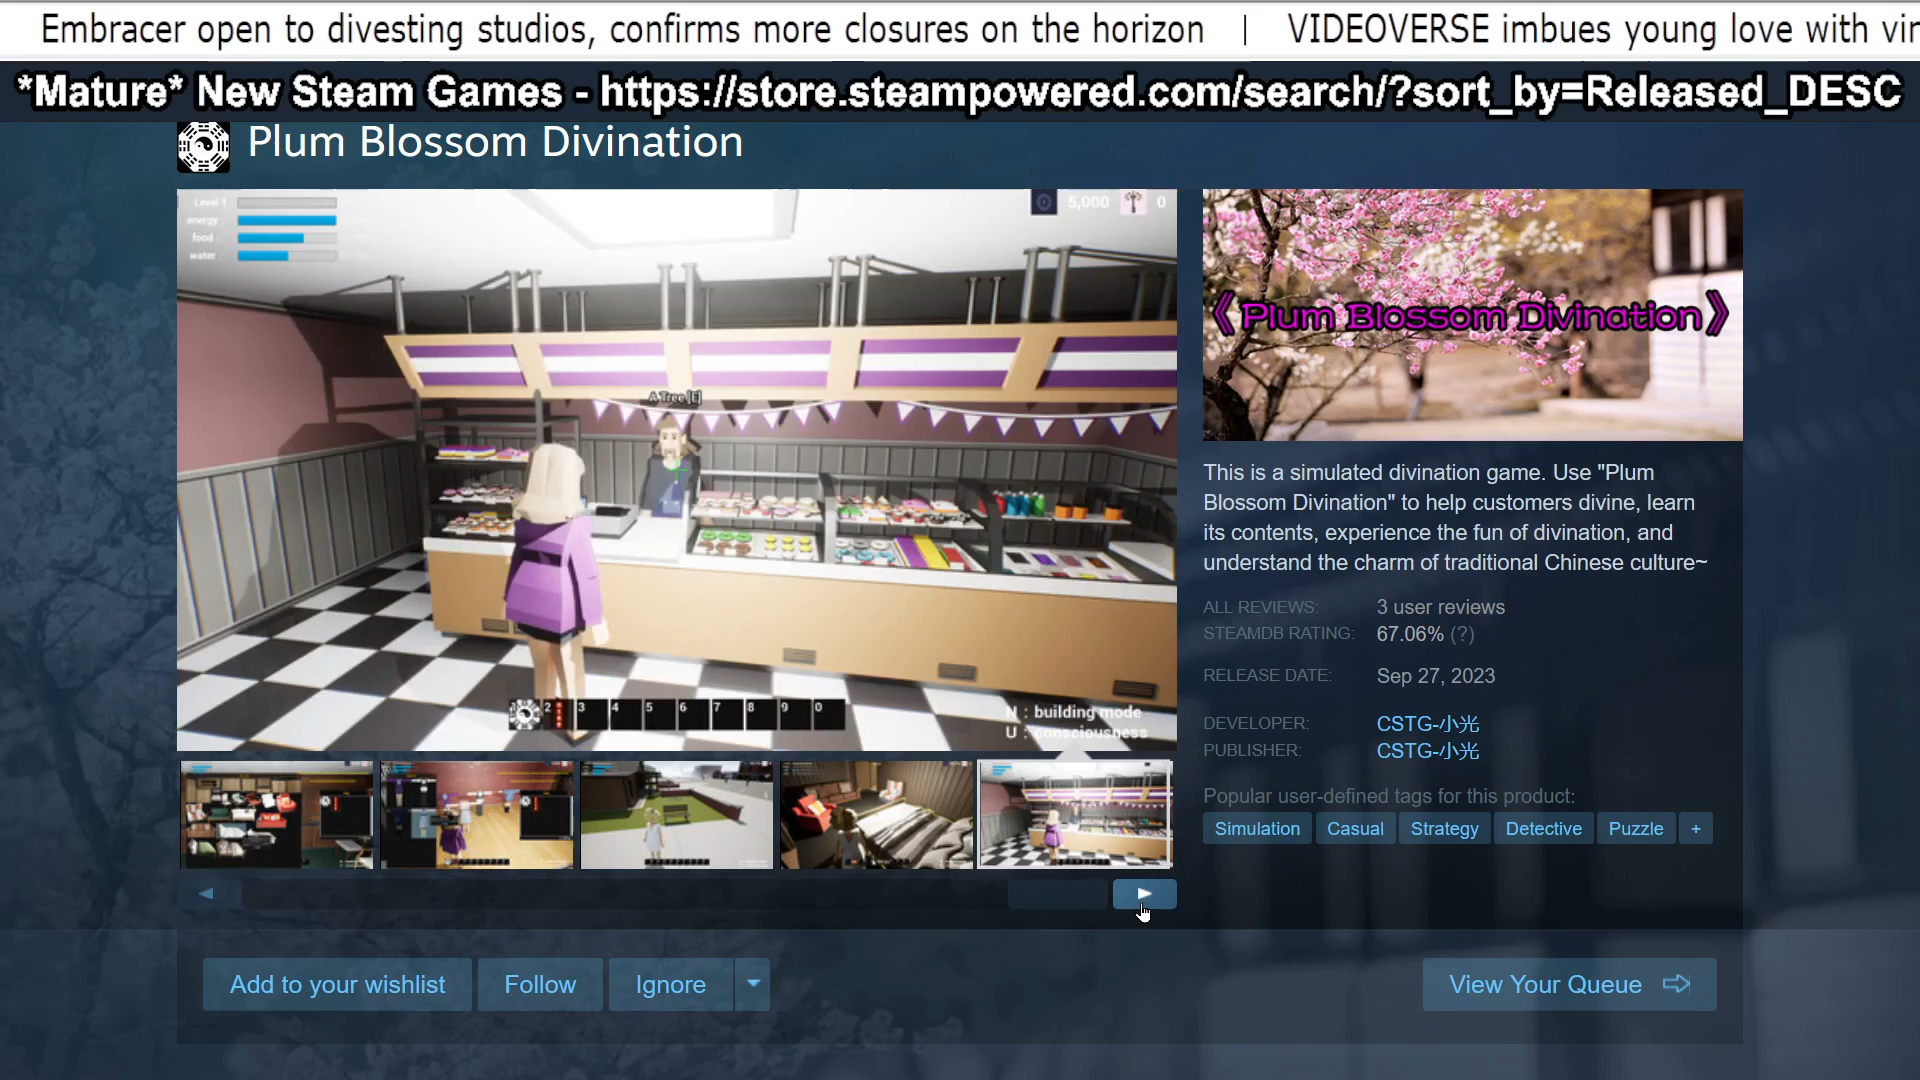 Embracer open to divesting studios, confirms more closures on the horizon | VIDEOVERSE imbues young love with vir
*Mature* New Steam Games - https://store.steampowered.com/search/?sort_by=Released_DESC
Plum Blossom Divination
Level 1
energy
food
water :
5,000 0
A Tree[E]
2 3 4 5 6 7 8 9 0
N : building mode
U : consciousness
《Plum Blossom Divination》
This is a simulated divination game. Use "Plum
Blossom Divination" to help customers divine, learn
its contents, experience the fun of divination, and
understand the charm of traditional Chinese culture~
ALL REVIEWS: 3 user reviews
STEAMDB RATING: 67.06% (?)
RELEASE DATE: Sep 27, 2023
DEVELOPER: CSTG-小光
PUBLISHER: CSTG-小光
Popular user-defined tags for this product:
Simulation Casual Strategy Detective Puzzle +
Add to your wishlist Follow Ignore
View Your Queue